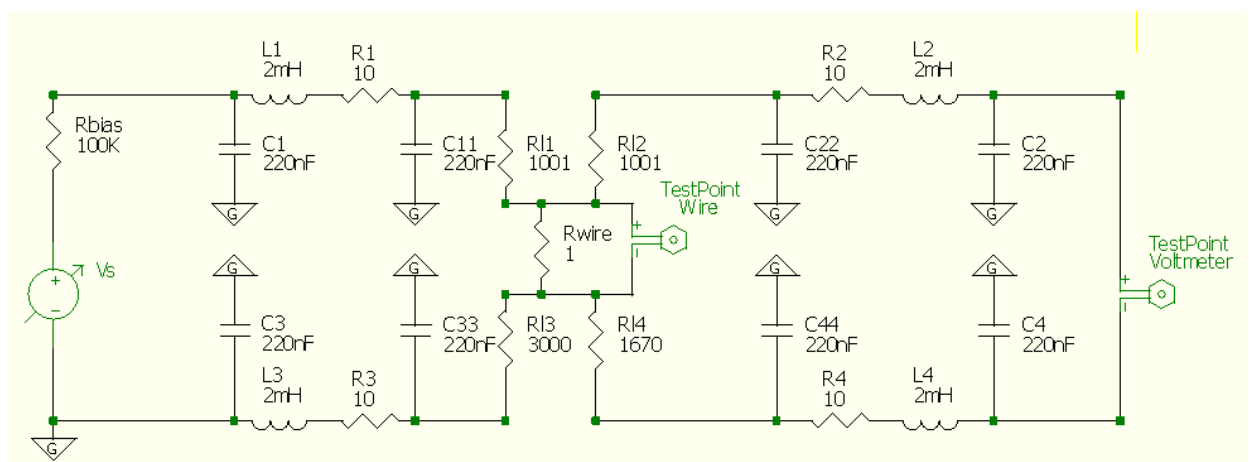 L1
2mH
R1
10
R2
10
L2
2mH
Rbias
100K
C1
220nF
C11
220nF
Rl1
1001
Rl2
1001
C22
220nF
C2
220nF
G
G
G
G
TestPoint
Wire
Rwire
1
Vs
G
G
G
G
TestPoint
Voltmeter
C3
220nF
C33
220nF
Rl3
3000
Rl4
1670
C44
220nF
C4
220nF
L3
2mH
R3
10
R4
10
L4
2mH
G